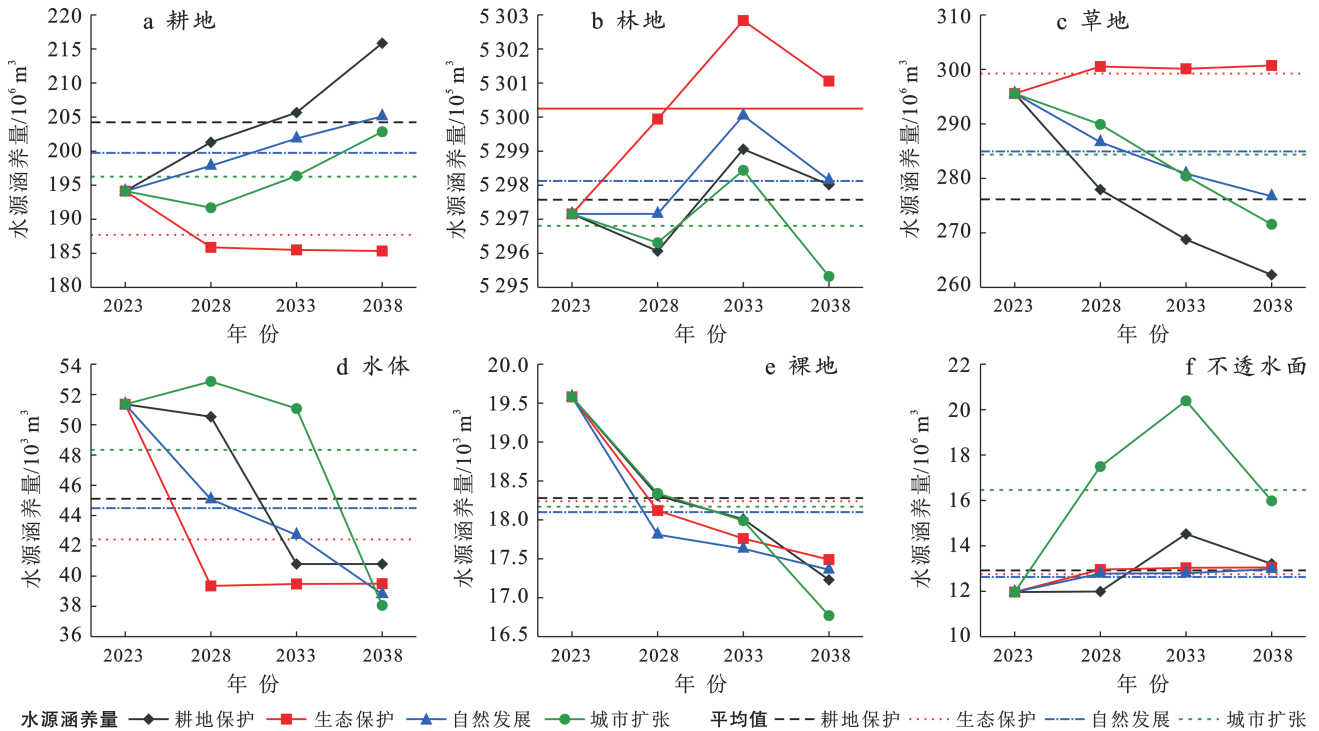 a 耕地
水源涵养量/10⁶ m³
220
215
210
205
200
195
190
185
180
2023 2028 2033 2038
年 份
b 林地
水源涵养量/10⁵ m³
5 303
5 302
5 301
5 300
5 299
5 298
5 297
5 296
5 295
2023 2028 2033 2038
年 份
c 草地
水源涵养量/10⁶ m³
310
300
290
280
270
260
2023 2028 2033 2038
年 份
d 水体
水源涵养量/10³ m³
54
52
50
48
46
44
42
40
38
36
2023 2028 2033 2038
年 份
e 裸地
水源涵养量/10³ m³
20.0
19.5
19.0
18.5
18.0
17.5
17.0
16.5
2023 2028 2033 2038
年 份
f 不透水面
水源涵养量/10⁶ m³
22
20
18
16
14
12
10
2023 2028 2033 2038
年 份
水源涵养量 耕地保护 生态保护 自然发展 城市扩张 平均值 耕地保护 生态保护 自然发展 城市扩张